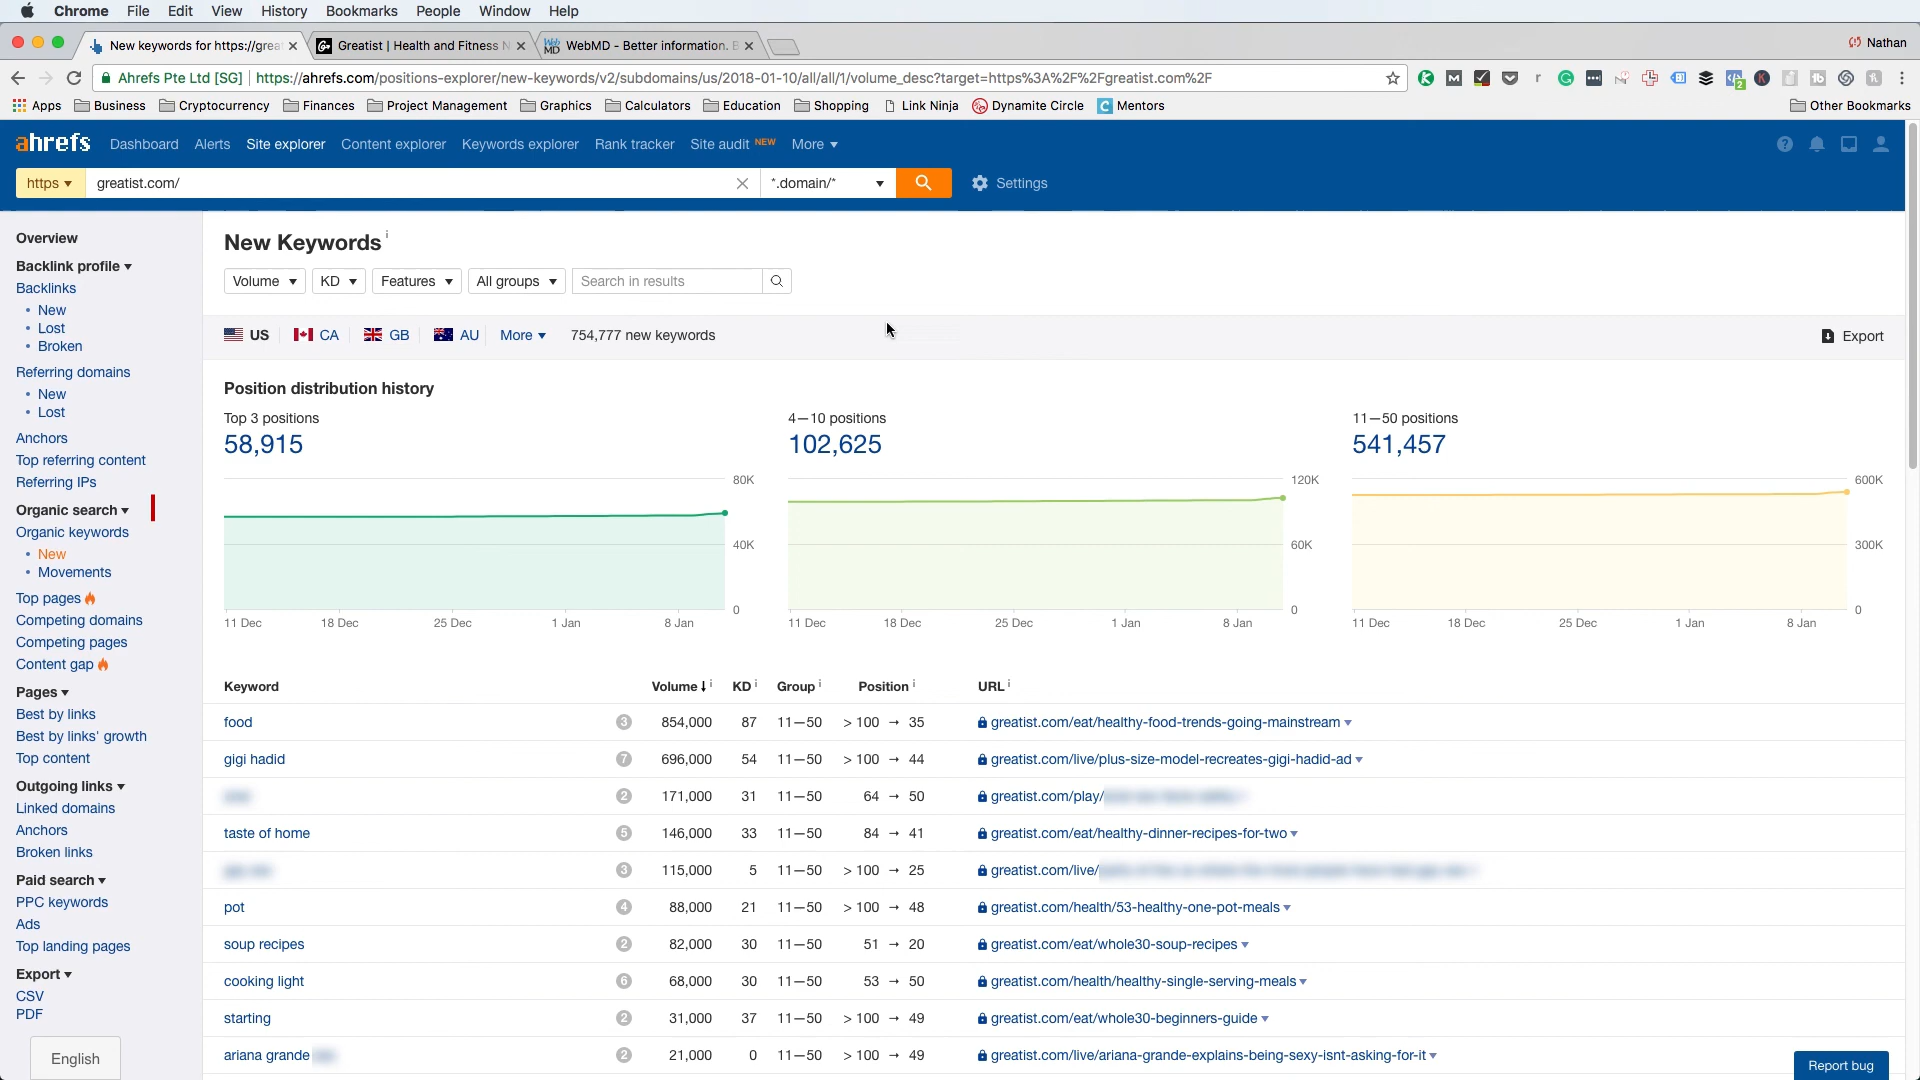 Chrome File Edit View History Bookmarks People Window Help
New keywords for https://grea
Greatist | Health and Fitness N
WebMD - Better information. B
Nathan
Ahrefs Pte Ltd [SG] https://ahrefs.com/positions-explorer/new-keywords/v2/subdomains/us/2018-01-10/all/all/1/volume_desc?target=https%3A%2F%2Fgreatist.com%2F
Apps Business Cryptocurrency Finances Project Management Graphics Calculators Education Shopping Link Ninja Dynamite Circle Mentors Other Bookmarks
ahrefs Dashboard Alerts Site explorer Content explorer Keywords explorer Rank tracker Site audit NEW More
https greatist.com/ *.domain/* Settings
Overview
Backlink profile
Backlinks
New
Lost
Broken
Referring domains
New
Lost
Anchors
Top referring content
Referring IPs
Organic search
Organic keywords
New
Movements
Top pages
Competing domains
Competing pages
Content gap
Pages
Best by links
Best by links' growth
Top content
Outgoing links
Linked domains
Anchors
Broken links
Paid search
PPC keywords
Ads
Top landing pages
Export
CSV
PDF
English
New Keywords i
Volume KD Features All groups Search in results
US CA GB AU More 754,777 new keywords Export
Position distribution history
Top 3 positions
58,915
80K
40K
0
11 Dec 18 Dec 25 Dec 1 Jan 8 Jan
4—10 positions
102,625
120K
60K
0
11 Dec 18 Dec 25 Dec 1 Jan 8 Jan
11—50 positions
541,457
600K
300K
0
11 Dec 18 Dec 25 Dec 1 Jan 8 Jan
Keyword Volume i KD i Group i Position i URL i
food 3 854,000 87 11—50 > 100 → 35 greatist.com/eat/healthy-food-trends-going-mainstream
gigi hadid 7 696,000 54 11—50 > 100 → 44 greatist.com/live/plus-size-model-recreates-gigi-hadid-ad
2 171,000 31 11—50 64 → 50 greatist.com/play/
taste of home 5 146,000 33 11—50 84 → 41 greatist.com/eat/healthy-dinner-recipes-for-two
3 115,000 5 11—50 > 100 → 25 greatist.com/live/
pot 4 88,000 21 11—50 > 100 → 48 greatist.com/health/53-healthy-one-pot-meals
soup recipes 2 82,000 30 11—50 51 → 20 greatist.com/eat/whole30-soup-recipes
cooking light 6 68,000 30 11—50 53 → 50 greatist.com/health/healthy-single-serving-meals
starting 2 31,000 37 11—50 > 100 → 49 greatist.com/eat/whole30-beginners-guide
ariana grande 2 21,000 0 11—50 > 100 → 49 greatist.com/live/ariana-grande-explains-being-sexy-isnt-asking-for-it
Report bug